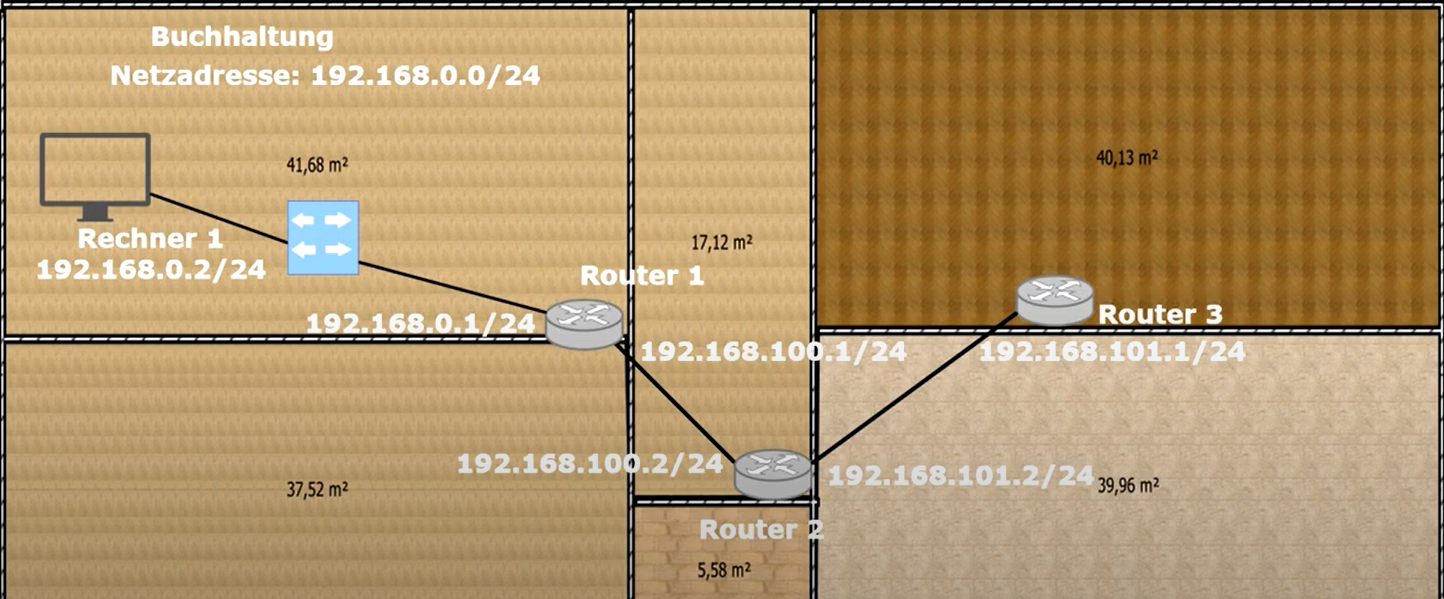 Buchhaltung
Netzadresse: 192.168.0.0/24
41,68 m²
40,13 m²
Rechner 1
192.168.0.2/24
17,12 m²
Router 1
192.168.0.1/24
Router 3
192.168.100.1/24
192.168.101.1/24
192.168.100.2/24
192.168.101.2/24
37,52 m²
39,96 m²
Router 2
5,58 m²